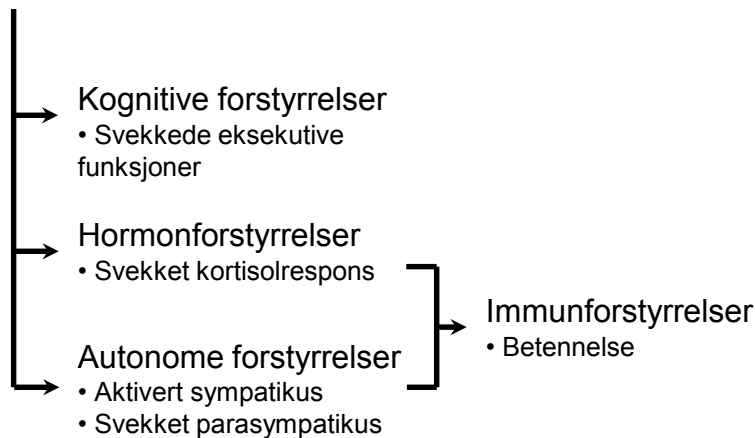 Kognitive forstyrrelser
• Svekkede eksekutive
funksjoner
Hormonforstyrrelser
• Svekket kortisolrespons
Immunforstyrrelser
• Betennelse
Autonome forstyrrelser
• Aktivert sympatikus
• Svekket parasympatikus